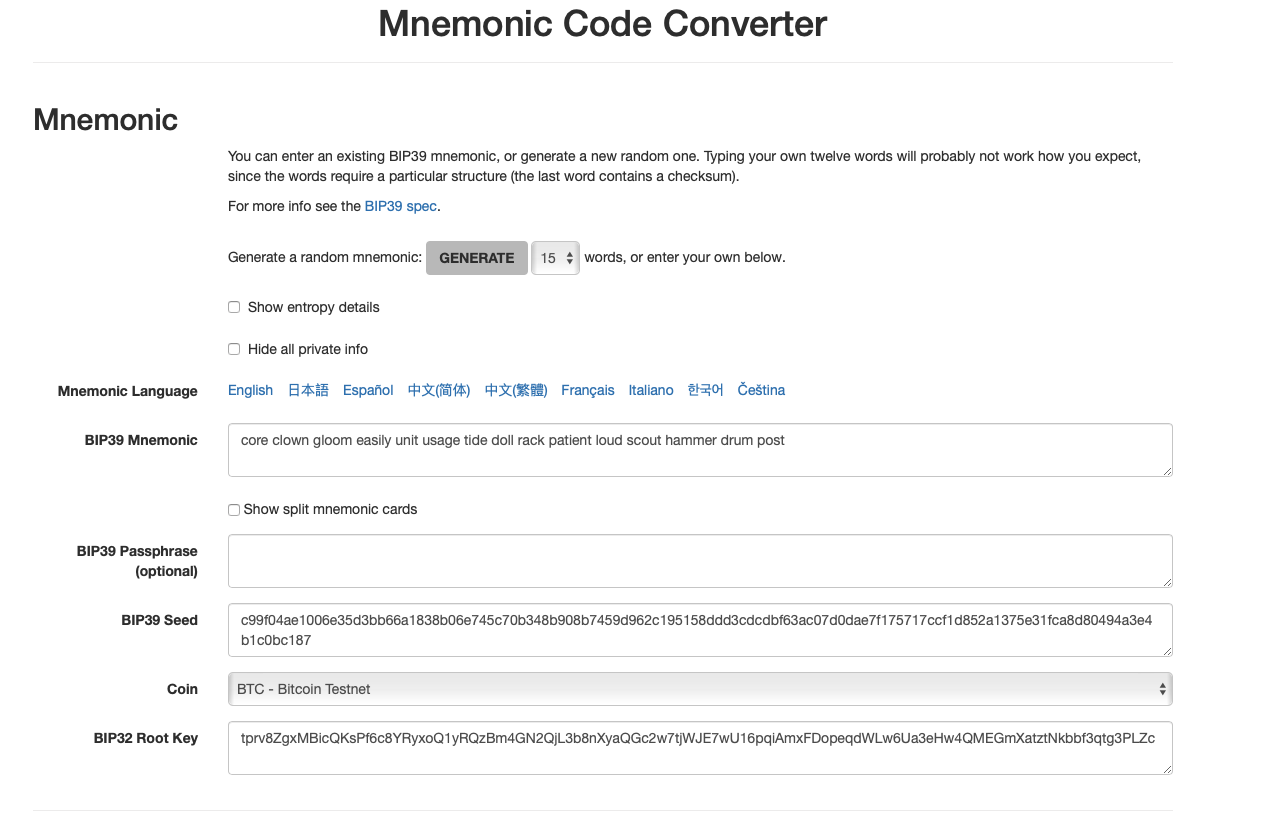 Mnemonic Code Converter
Mnemonic
You can enter an existing BIP39 mnemonic, or generate a new random one. Typing your own twelve words will probably not work how you expect,
since the words require a particular structure (the last word contains a checksum).
For more info see the BIP39 spec.
Generate a random mnemonic: GENERATE 15 words, or enter your own below.
Show entropy details
Hide all private info
Mnemonic Language English 日本語 Español 中文(简体) 中文(繁體) Français Italiano 한국어 Čeština
BIP39 Mnemonic core clown gloom easily unit usage tide doll rack patient loud scout hammer drum post
Show split mnemonic cards
BIP39 Passphrase
(optional)
BIP39 Seed c99f04ae1006e35d3bb66a1838b06e745c70b348b908b7459d962c195158ddd3cdcdbf63ac07d0dae7f175717ccf1d852a1375e31fca8d80494a3e4
b1c0bc187
Coin BTC - Bitcoin Testnet
BIP32 Root Key tprv8ZgxMBicQKsPf6c8YRyxoQ1yRQzBm4GN2QjL3b8nXyaQGc2w7tjWJE7wU16pqiAmxFDopeqdWLw6Ua3eHw4QMEGmXatztNkbbf3qtg3PLZc